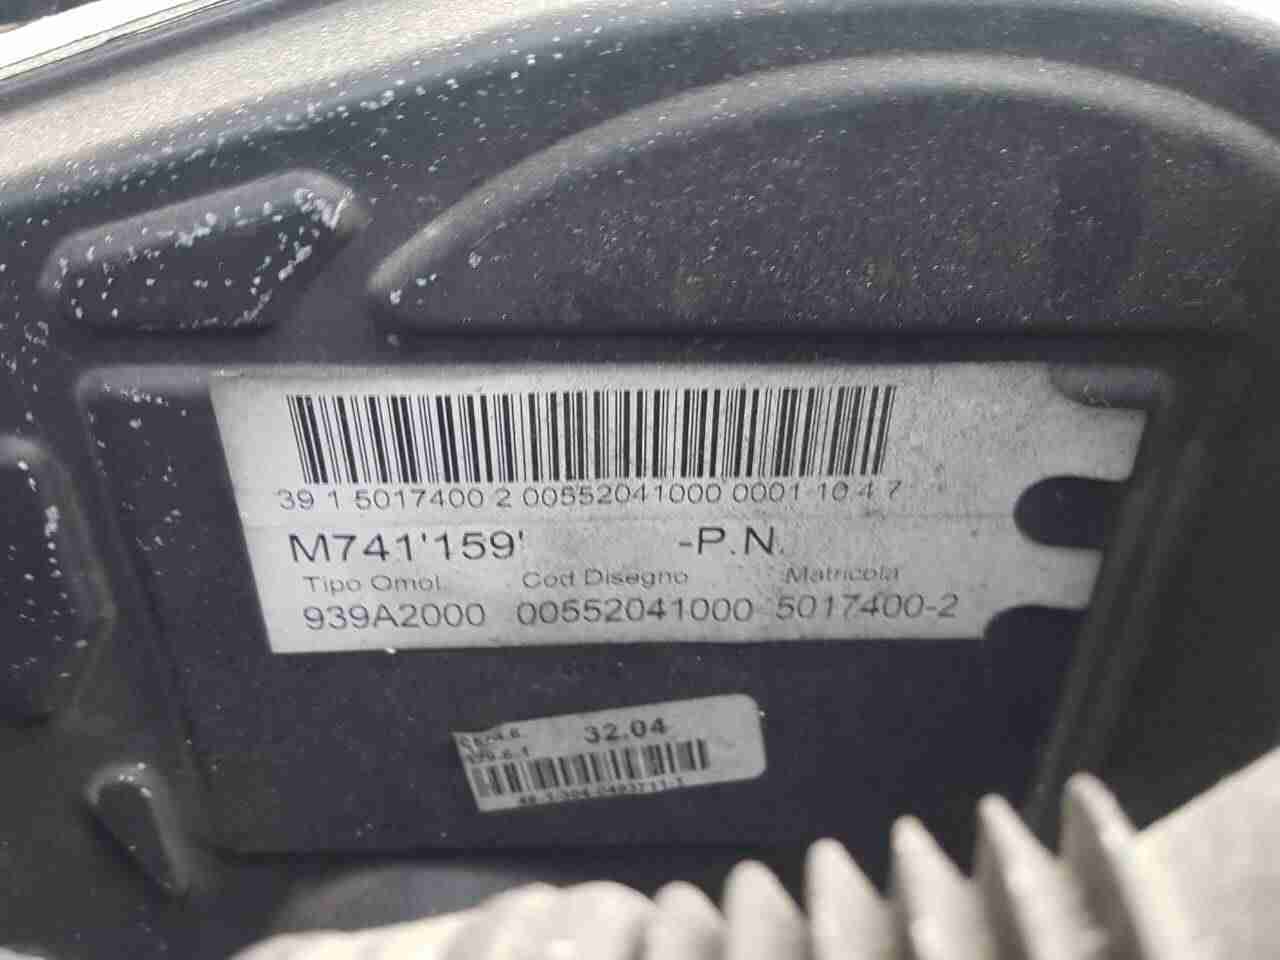 39 1 5017400 2 00552041000 0001 10 4 7
M741'159' -P.N.
Tipo Omol. Cod Disegno Matricola
939A2000 00552041000 5017400-2
32.04